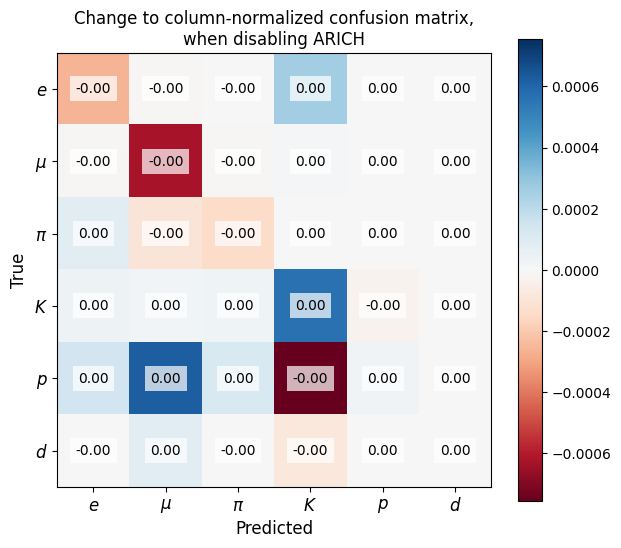 Change to column-normalized confusion matrix,
when disabling ARICH
e -0.00 -0.00 -0.00 0.00 0.00 0.00
μ -0.00 -0.00 -0.00 0.00 0.00 0.00
π 0.00 -0.00 -0.00 0.00 0.00 0.00
K 0.00 0.00 0.00 0.00 -0.00 0.00
p 0.00 0.00 0.00 -0.00 0.00 0.00
d -0.00 0.00 -0.00 -0.00 0.00 0.00
e μ π K p d
Predicted
True
0.0006
0.0004
0.0002
0.0000
−0.0002
−0.0004
−0.0006